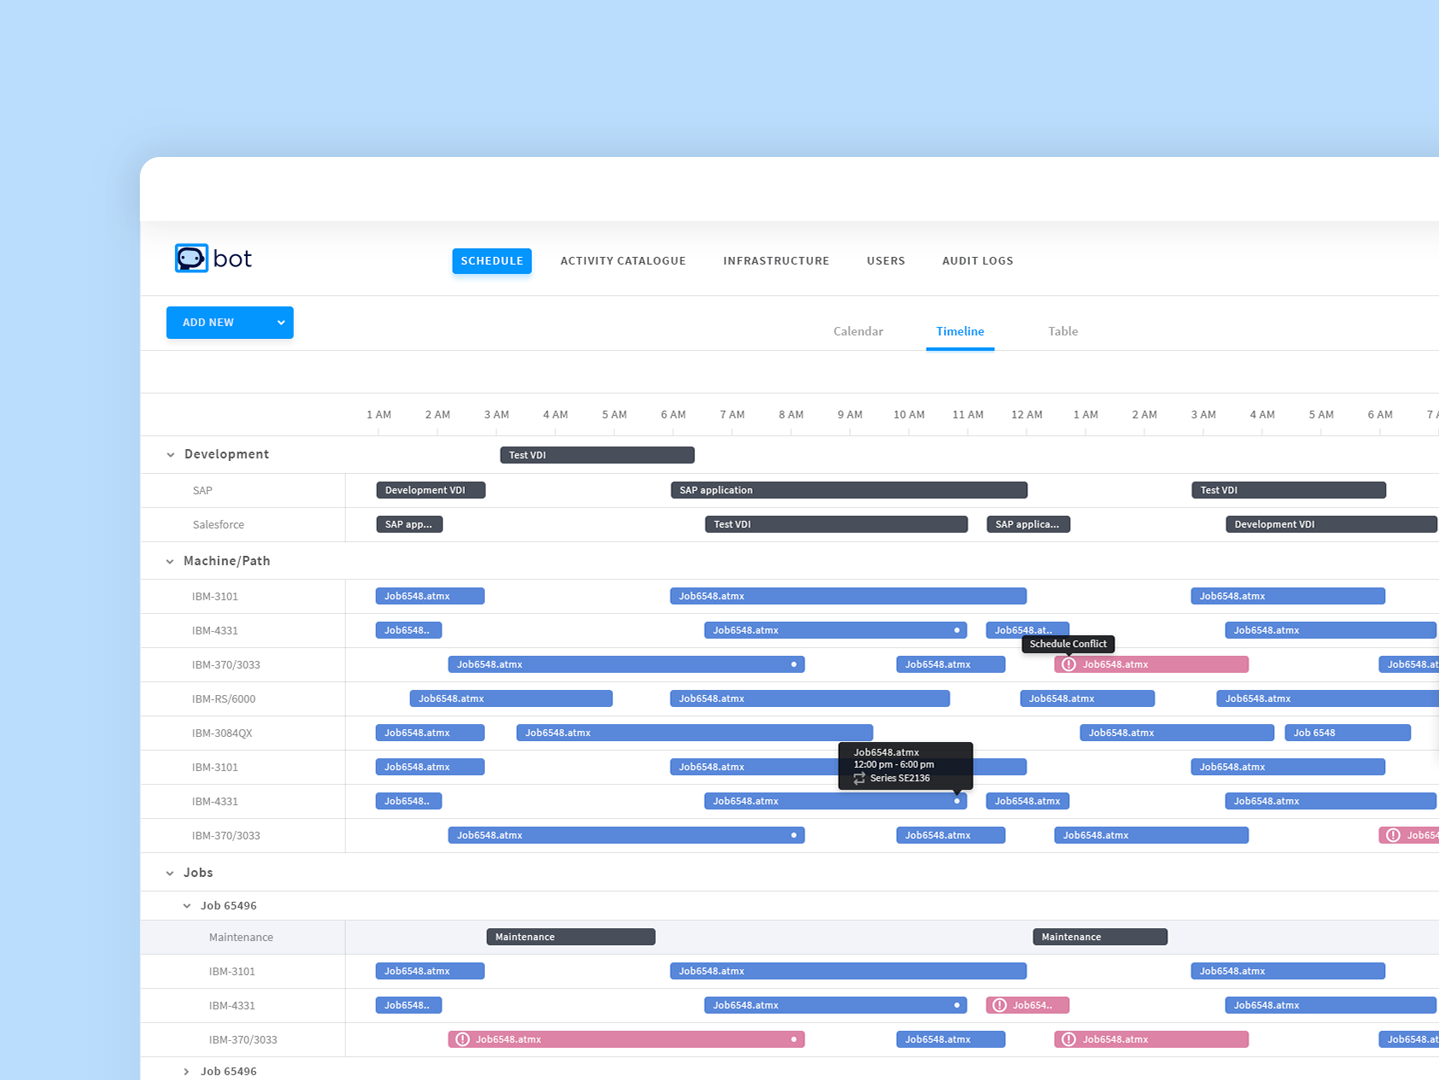 bot
SCHEDULE ACTIVITY CATALOGUE INFRASTRUCTURE USERS AUDIT LOGS
ADD NEW
Calendar Timeline Table
1 AM 2 AM 3 AM 4 AM 5 AM 6 AM 7 AM 8 AM 9 AM 10 AM 11 AM 12 AM 1 AM 2 AM 3 AM 4 AM 5 AM 6 AM 7 A
Development Test VDI
SAP Development VDI SAP application Test VDI
Salesforce SAP app... Test VDI SAP applica... Development VDI
Machine/Path
IBM-3101 Job6548.atmx Job6548.atmx Job6548.atmx
IBM-4331 Job6548.. Job6548.atmx Job6548.at.. Job6548.atmx
Schedule Conflict
IBM-370/3033 Job6548.atmx Job6548.atmx Job6548.atmx Job6548.at
IBM-RS/6000 Job6548.atmx Job6548.atmx Job6548.atmx Job6548.atmx
IBM-3084QX Job6548.atmx Job6548.atmx Job6548.atmx Job 6548
Job6548.atmx
12:00 pm - 6:00 pm
Series SE2136
IBM-3101 Job6548.atmx Job6548.atmx Job6548.atmx
IBM-4331 Job6548.. Job6548.atmx Job6548.atmx Job6548.atmx
IBM-370/3033 Job6548.atmx Job6548.atmx Job6548.atmx Job654
Jobs
Job 65496
Maintenance Maintenance Maintenance
IBM-3101 Job6548.atmx Job6548.atmx Job6548.atmx
IBM-4331 Job6548.. Job6548.atmx Job654.. Job6548.atmx
IBM-370/3033 Job6548.atmx Job6548.atmx Job6548.atmx Job6548.at
Job 65496